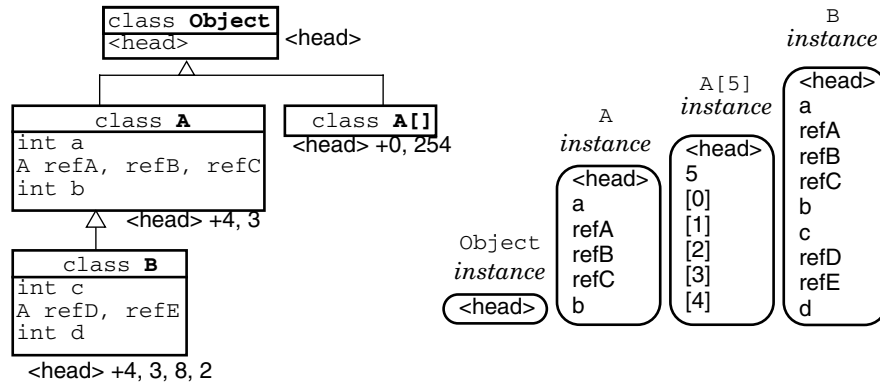 class Object
<head>
<head>
class A
int a
A refA, refB, refC
int b
<head> +4, 3
class A[]
<head> +0, 254
class B
int c
A refD, refE
int d
<head> +4, 3, 8, 2
Object
instance
<head>
A
instance
<head>
a
refA
refB
refC
b
A[5]
instance
<head>
5
[0]
[1]
[2]
[3]
[4]
B
instance
<head>
a
refA
refB
refC
b
c
refD
refE
d